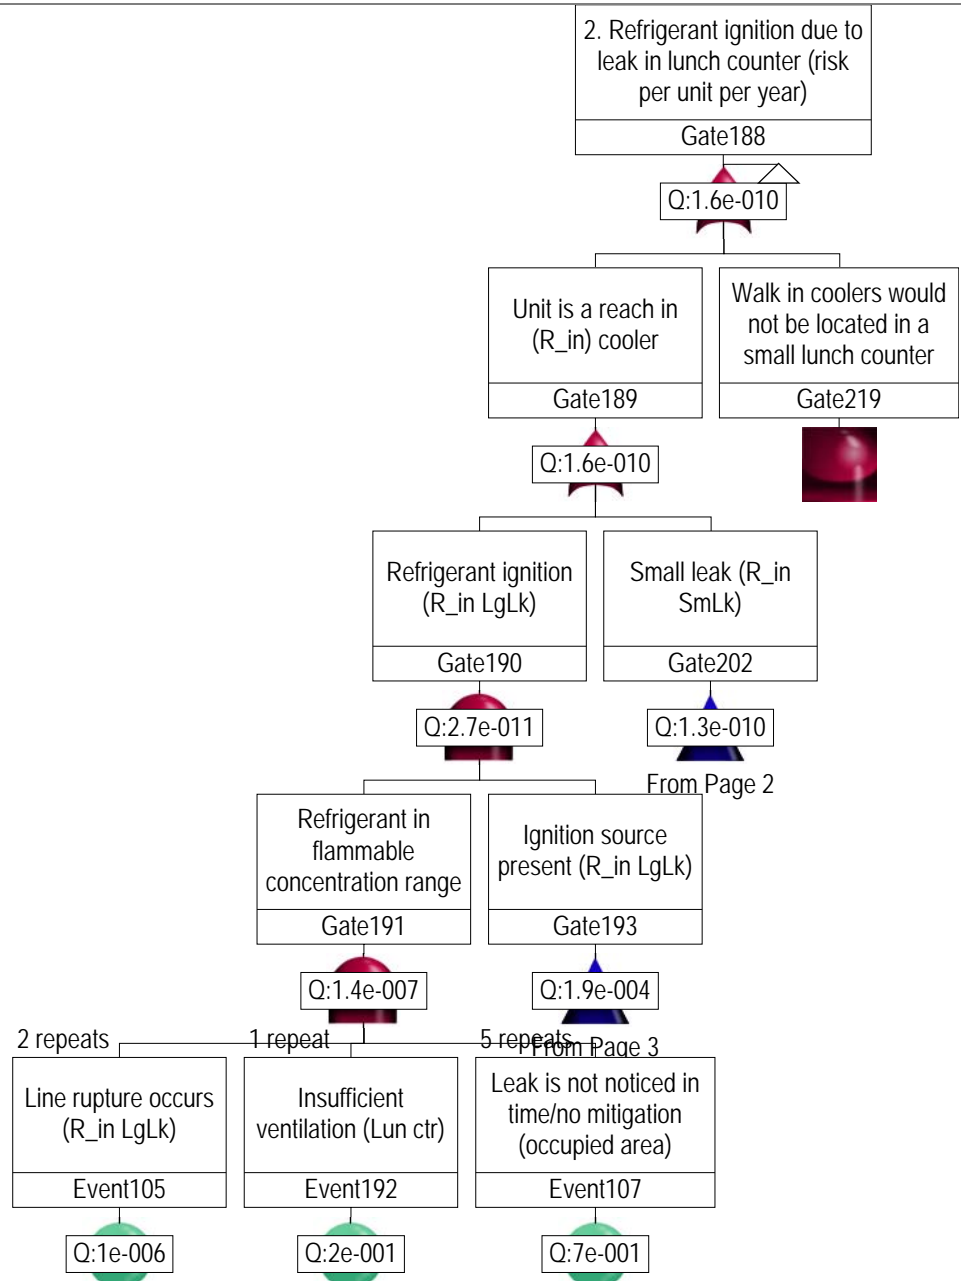 2. Refrigerant ignition due to
leak in lunch counter (risk
per unit per year)
Gate188
Q:1.6e-010
Unit is a reach in
(R_in) cooler
Gate189
Walk in coolers would
not be located in a
small lunch counter
Gate219
Q:1.6e-010
Refrigerant ignition
(R_in LgLk)
Gate190
Small leak (R_in
SmLk)
Gate202
Q:2.7e-011
Q:1.3e-010
From Page 2
Refrigerant in
flammable
concentration range
Gate191
Ignition source
present (R_in LgLk)
Gate193
Q:1.4e-007
Q:1.9e-004
From Page 3
2 repeats
1 repeat
5 repeats
Line rupture occurs
(R_in LgLk)
Event105
Insufficient
ventilation (Lun ctr)
Event192
Leak is not noticed in
time/no mitigation
(occupied area)
Event107
Q:1e-006
Q:2e-001
Q:7e-001